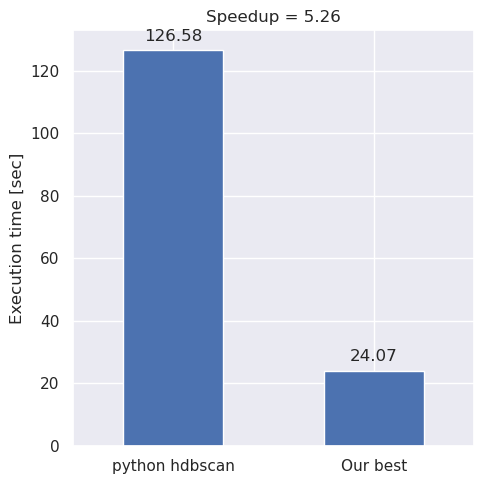 Speedup = 5.26
126.58
120
100
80
60
40
20
0
Execution time [sec]
24.07
python hdbscan
Our best